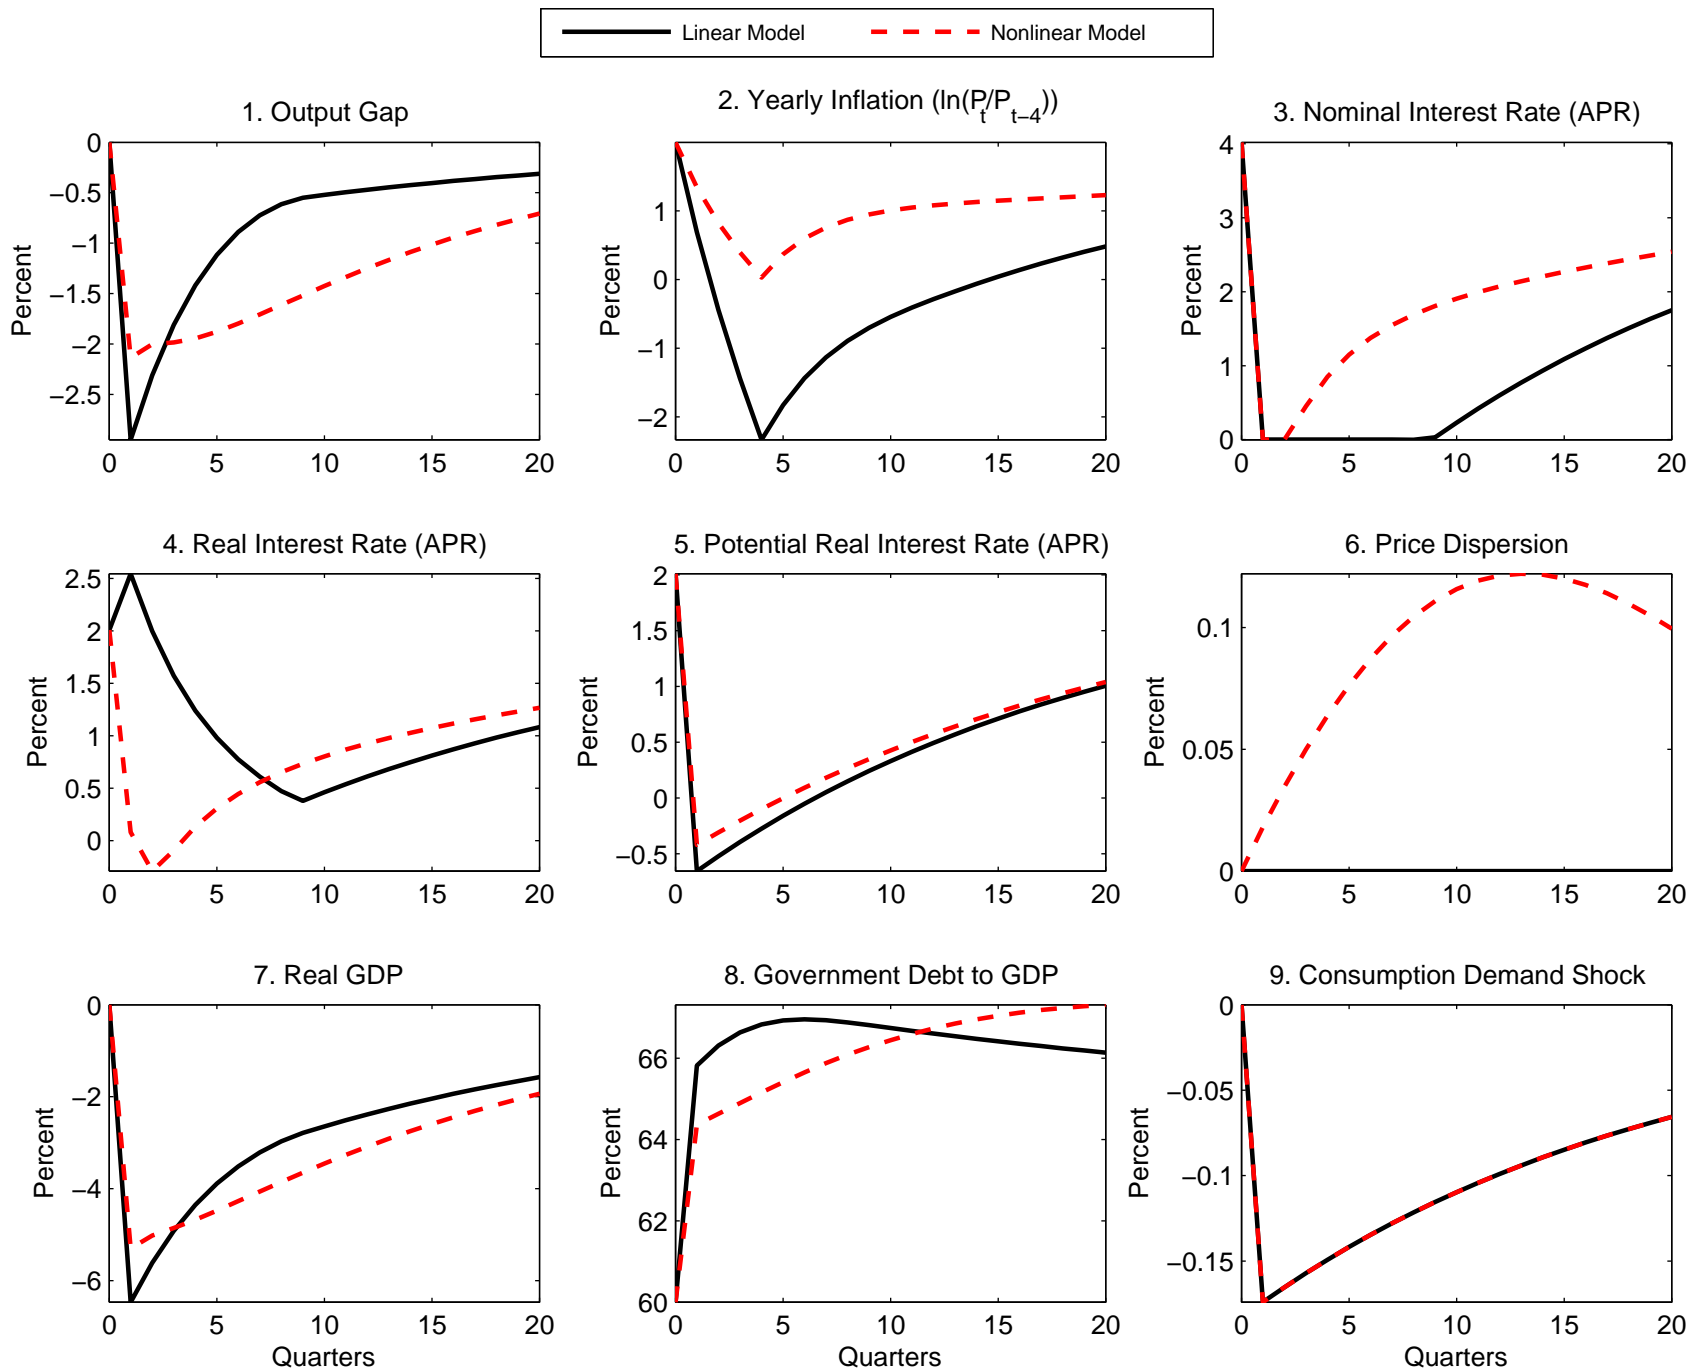 Linear Model Nonlinear Model
1. Output Gap
Percent
0
−0.5
−1
−1.5
−2
−2.5
0 5 10 15 20
2. Yearly Inflation (ln(P_t/P_{t−4}))
Percent
1
0
−1
−2
0 5 10 15 20
3. Nominal Interest Rate (APR)
Percent
4
3
2
1
0
0 5 10 15 20
4. Real Interest Rate (APR)
Percent
2.5
2
1.5
1
0.5
0
0 5 10 15 20
5. Potential Real Interest Rate (APR)
Percent
2
1.5
1
0.5
0
−0.5
0 5 10 15 20
6. Price Dispersion
Percent
0.1
0.05
0
0 5 10 15 20
7. Real GDP
Percent
0
−2
−4
−6
0 5 10 15 20
Quarters
8. Government Debt to GDP
Percent
66
64
62
60
0 5 10 15 20
Quarters
9. Consumption Demand Shock
Percent
0
−0.05
−0.1
−0.15
0 5 10 15 20
Quarters